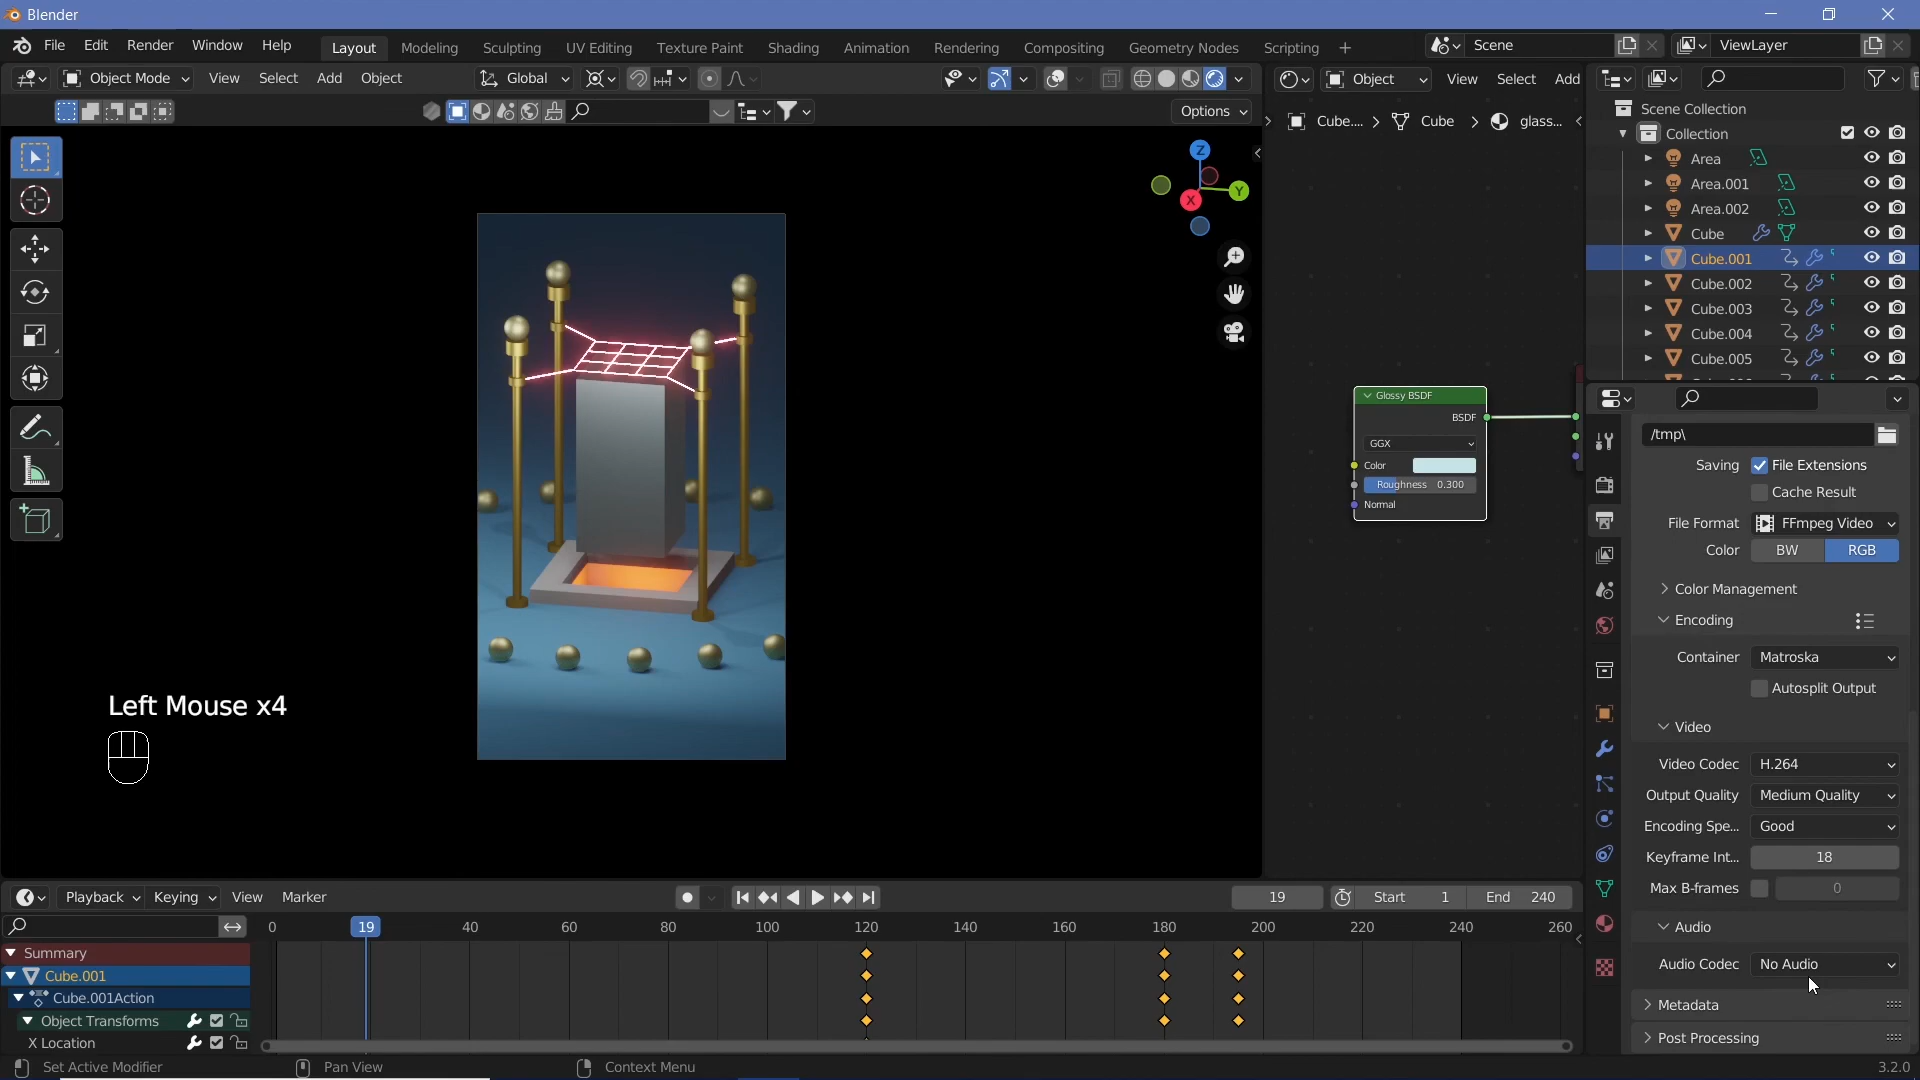 Blender
File Edit Render Window Help
Layout Modeling Sculpting UV Editing Texture Paint Shading Animation Rendering Compositing Geometry Nodes Scripting +
Scene
ViewLayer
Object Mode View Select Add Object
Global
Object View Select Add
Options
Cube.... > Cube > glass...
Scene Collection
Collection
Area
Area.001
Area.002
Cube
Cube.001
Cube.002
Cube.003
Cube.004
Cube.005
Z
Y
X
Glossy BSDF
BSDF
GGX
Color
Roughness 0.300
Normal
/tmp\
Saving File Extensions
Cache Result
File Format FFmpeg Video
Color BW RGB
Color Management
Encoding
Container Matroska
Autosplit Output
Video
Video Codec H.264
Output Quality Medium Quality
Encoding Spe... Good
Keyframe Int... 18
Max B-frames 0
Audio
Audio Codec No Audio
Metadata
Post Processing
Left Mouse x4
Playback Keying View Marker
19 Start 1 End 240
0 19 40 60 80 100 120 140 160 180 200 220 240 260
Summary
Cube.001
Cube.001Action
Object Transforms
X Location
Set Active Modifier Pan View Context Menu 3.2.0